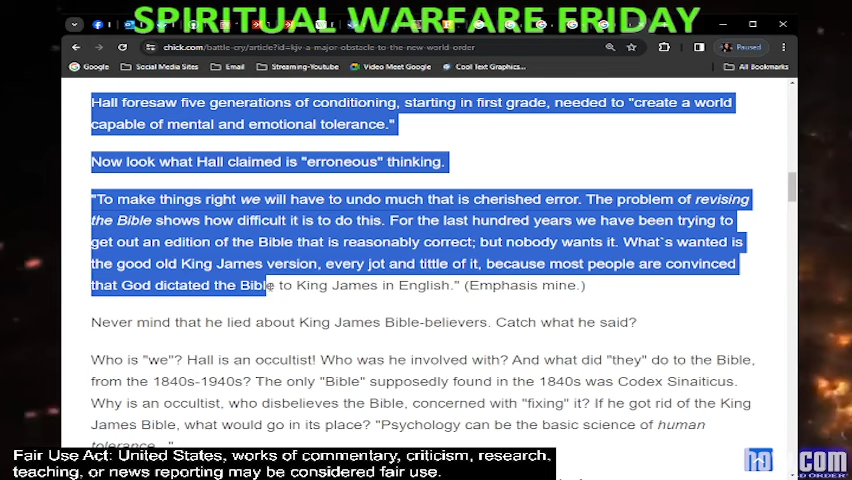 SPIRITUAL WARFARE FRIDAY
chick.com/battle-cry/article?id=kjv-a-major-obstacle-to-the-new-world-order
Paused
Google Social Media Sites Email Streaming-Youtube Video Meet Google Cool Text Graphics... All Bookmarks
Hall foresaw five generations of conditioning, starting in first grade, needed to "create a world
capable of mental and emotional tolerance."
Now look what Hall claimed is "erroneous" thinking.
"To make things right we will have to undo much that is cherished error. The problem of revising
the Bible shows how difficult it is to do this. For the last hundred years we have been trying to
get out an edition of the Bible that is reasonably correct; but nobody wants it. What`s wanted is
the good old King James version, every jot and tittle of it, because most people are convinced
that God dictated the Bible to King James in English." (Emphasis mine.)
Never mind that he lied about King James Bible-believers. Catch what he said?
Who is "we"? Hall is an occultist! Who was he involved with? And what did "they" do to the Bible,
from the 1840s-1940s? The only "Bible" supposedly found in the 1840s was Codex Sinaiticus.
Why is an occultist, who disbelieves the Bible, concerned with "fixing" it? If he got rid of the King
James Bible, what would go in its place? "Psychology can be the basic science of human
tolerance..."
Fair Use Act: United States, works of commentary, criticism, research,
teaching, or news reporting may be considered fair use.